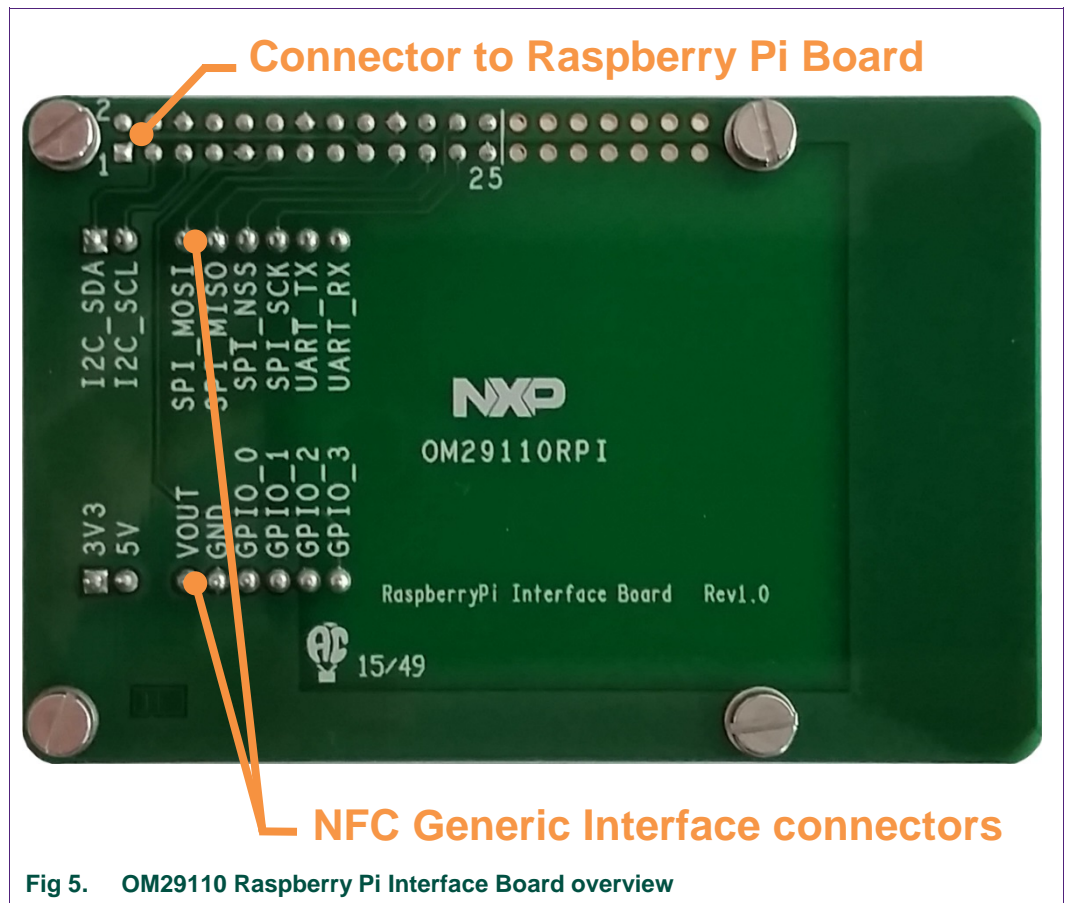 Connector to Raspberry Pi Board
2
1
25
I2C_SDA
I2C_SCL
SPI_MOSI
SPI_MISO
SPI_NSS
SPI_SCK
UART_TX
UART_RX
NXP
OM29110RPI
3V3
5V
VOUT
GND
GPIO_0
GPIO_1
GPIO_2
GPIO_3
RaspberryPi Interface Board Rev1.0
15/49
NFC Generic Interface connectors
Fig 5. OM29110 Raspberry Pi Interface Board overview